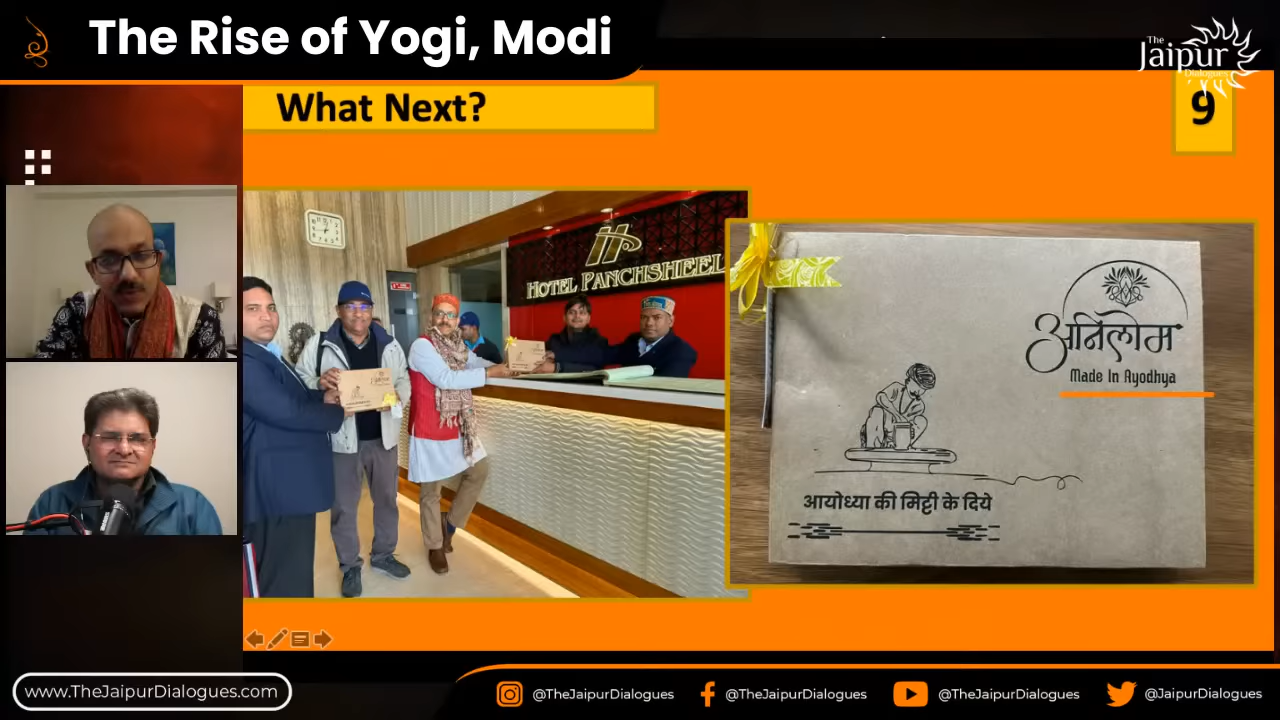 The Rise of Yogi, Modi
The
Jaipur
Dialogues
What Next?
9
HOTEL PANCHSHEEL
अनिलोम
Made In Ayodhya
आयोध्या की मिट्टी के दिये
www.TheJaipurDialogues.com
@TheJaipurDialogues
@TheJaipurDialogues
@TheJaipurDialogues
@JaipurDialogues